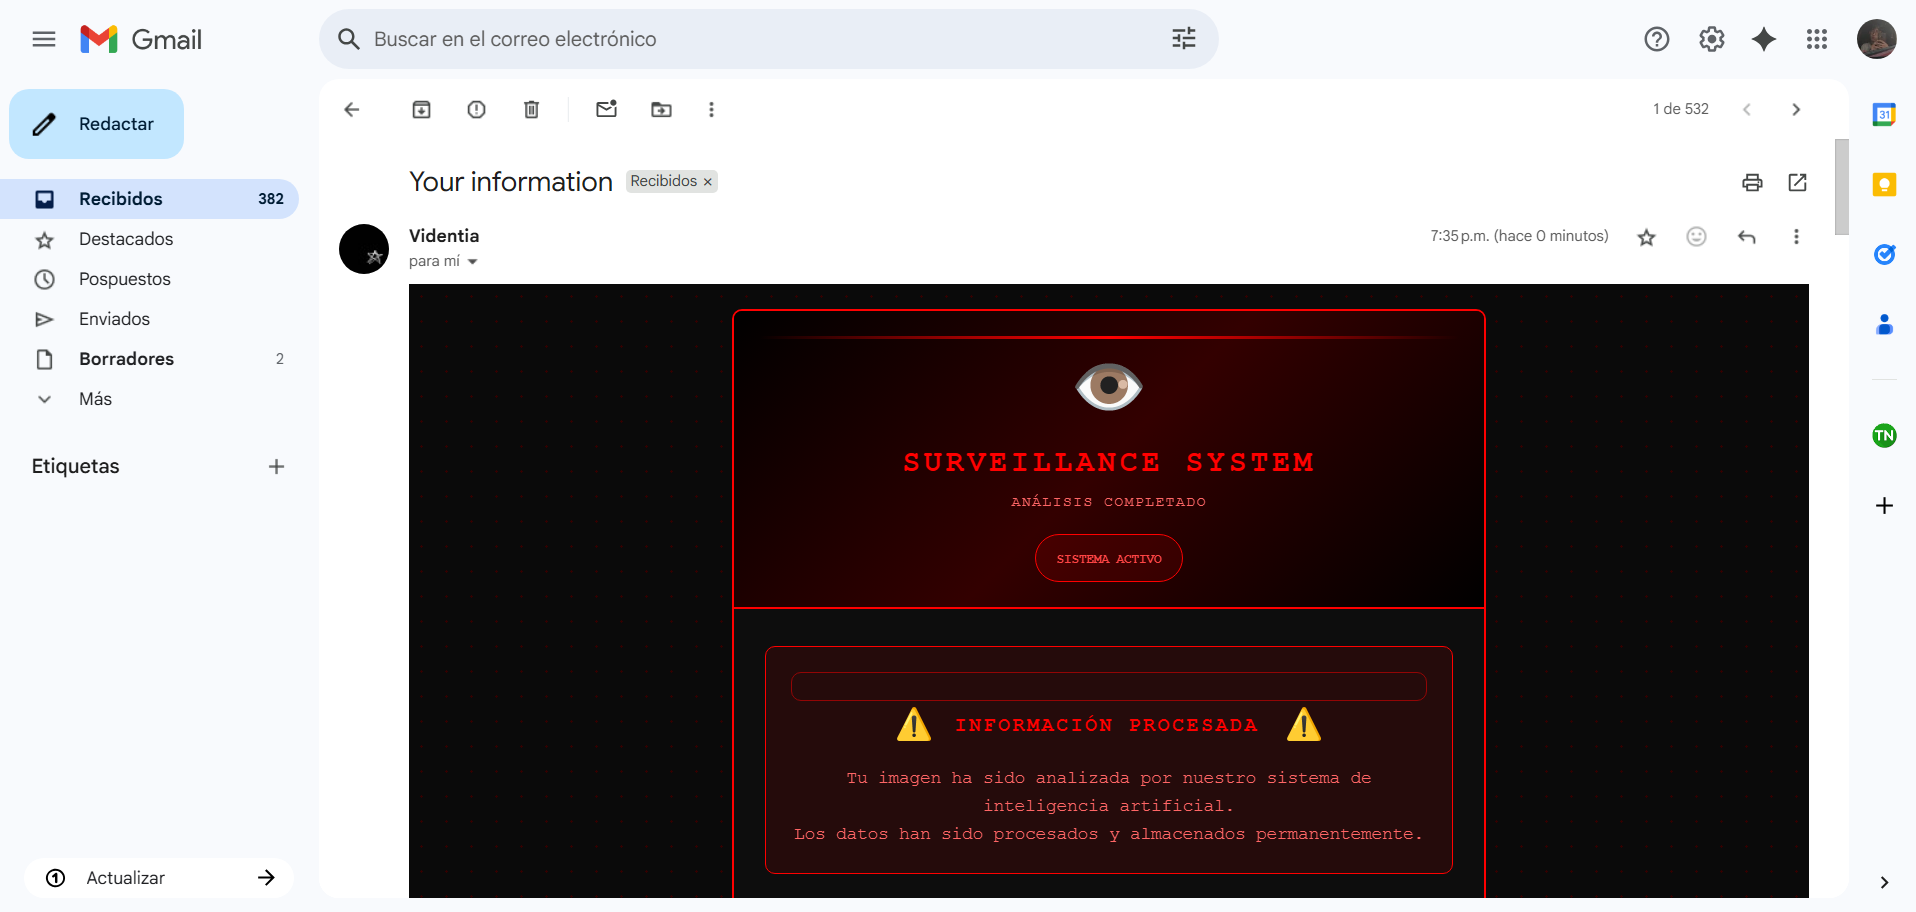 Gmail
Buscar en el correo electrónico
Redactar
1 de 532
31
Recibidos 382
Destacados
Pospuestos
Enviados
Borradores 2
Más
Etiquetas
Actualizar
Your information
Recibidos ×
Videntia
para mí
7:35 p.m. (hace 0 minutos)
TN
SURVEILLANCE SYSTEM
ANÁLISIS COMPLETADO
SISTEMA ACTIVO
INFORMACIÓN PROCESADA
Tu imagen ha sido analizada por nuestro sistema de
inteligencia artificial.
Los datos han sido procesados y almacenados permanentemente.